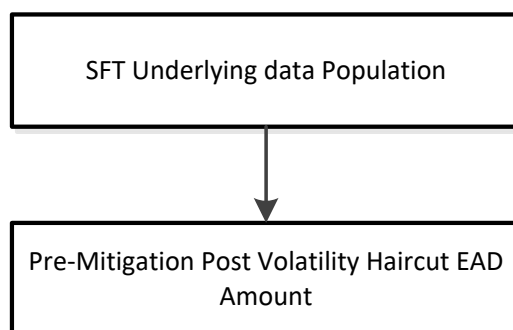 SFT Underlying data Population
Pre-Mitigation Post Volatility Haircut EAD
Amount